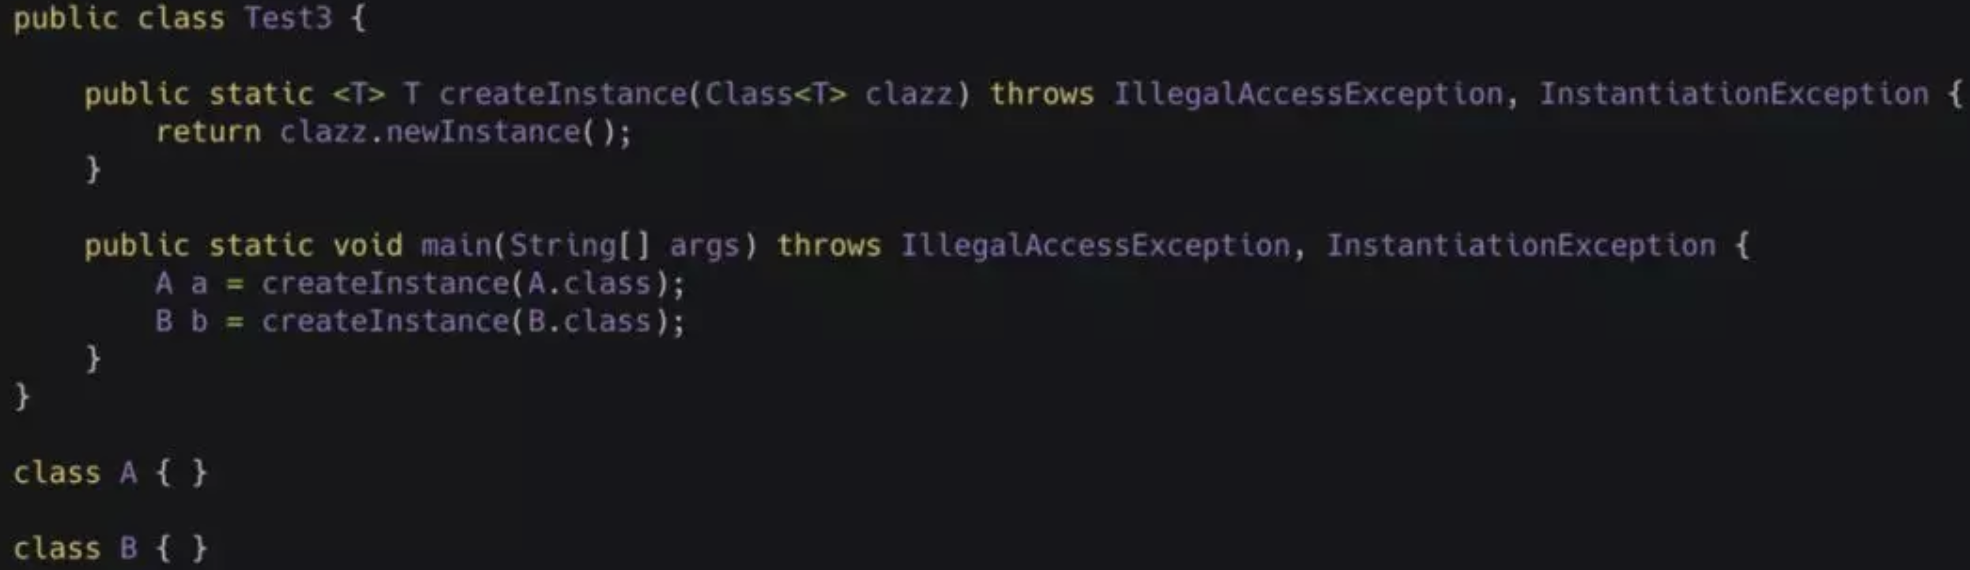 public class Test3 {
public static <T> T createInstance(Class<T> clazz) throws IllegalAccessException, InstantiationException {
return clazz.newInstance();
}
public static void main(String[] args) throws IllegalAccessException, InstantiationException {
A a = createInstance(A.class);
B b = createInstance(B.class);
}
}
class A { }
class B { }